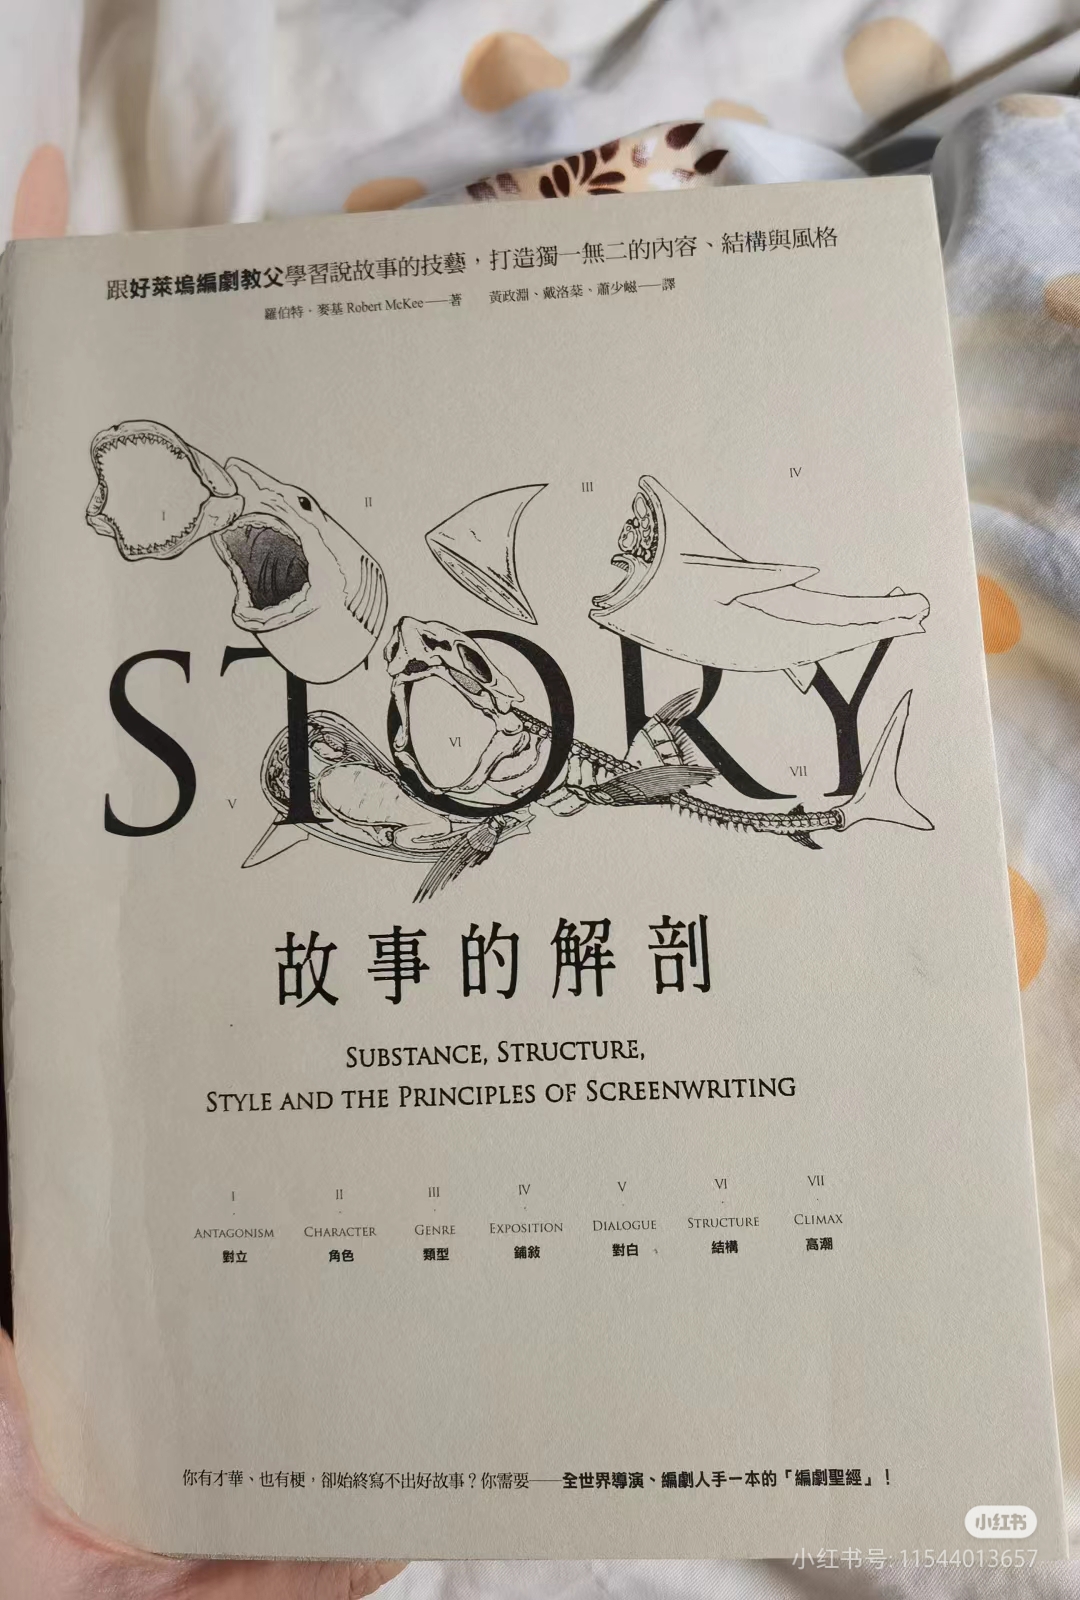 跟好萊塢編劇教父學習說故事的技藝，打造獨一無二的內容、結構與風格
羅伯特．麥基 Robert McKee——著 黃政淵、戴洛棻、蕭少嵫——譯
I
II
III
IV
STORY
V
VI
VII
故事的解剖
SUBSTANCE, STRUCTURE,
STYLE AND THE PRINCIPLES OF SCREENWRITING
I II III IV V VI VII
ANTAGONISM CHARACTER GENRE EXPOSITION DIALOGUE STRUCTURE CLIMAX
對立 角色 類型 鋪敘 對白 結構 高潮
你有才華、也有梗，卻始終寫不出好故事？你需要——全世界導演、編劇人手一本的「編劇聖經」！
小红书
小红书号: 11544013657